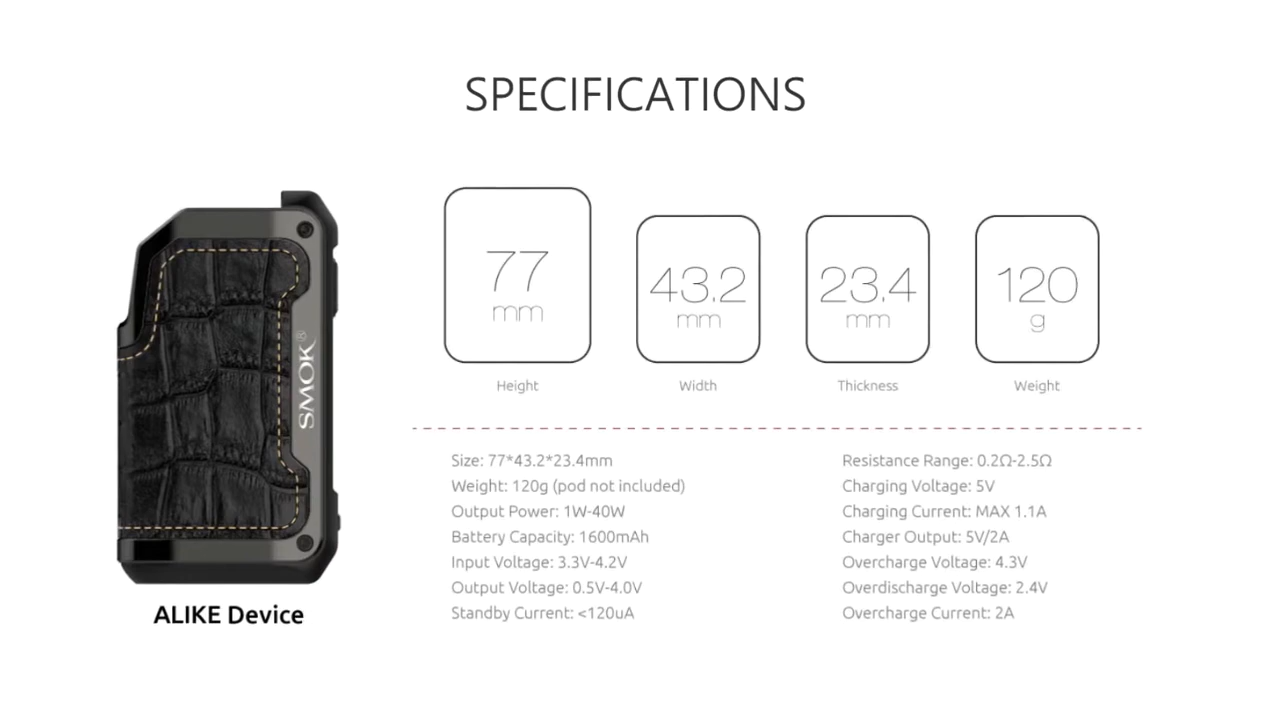 SPECIFICATIONS
77
mm
43.2
mm
23.4
mm
120
g
Height
Width
Thickness
Weight
SMOK®
ALIKE Device
Size: 77*43.2*23.4mm
Weight: 120g (pod not included)
Output Power: 1W-40W
Battery Capacity: 1600mAh
Input Voltage: 3.3V-4.2V
Output Voltage: 0.5V-4.0V
Standby Current: <120uA
Resistance Range: 0.2Ω-2.5Ω
Charging Voltage: 5V
Charging Current: MAX 1.1A
Charger Output: 5V/2A
Overcharge Voltage: 4.3V
Overdischarge Voltage: 2.4V
Overcharge Current: 2A